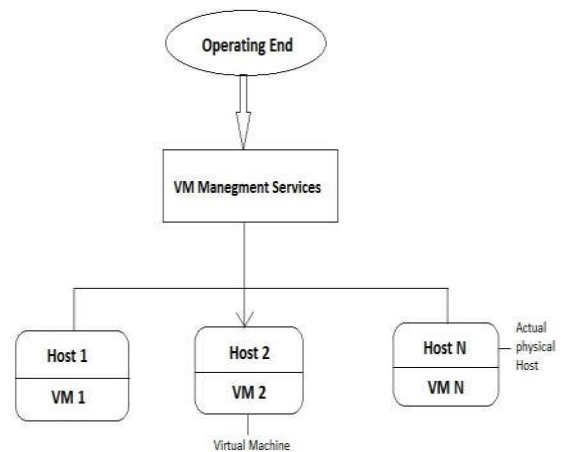 Operating End
VM Manegment Services
Host 1
VM 1
Host 2
VM 2
Host N
VM N
Actual
physical
Host
Virtual Machine